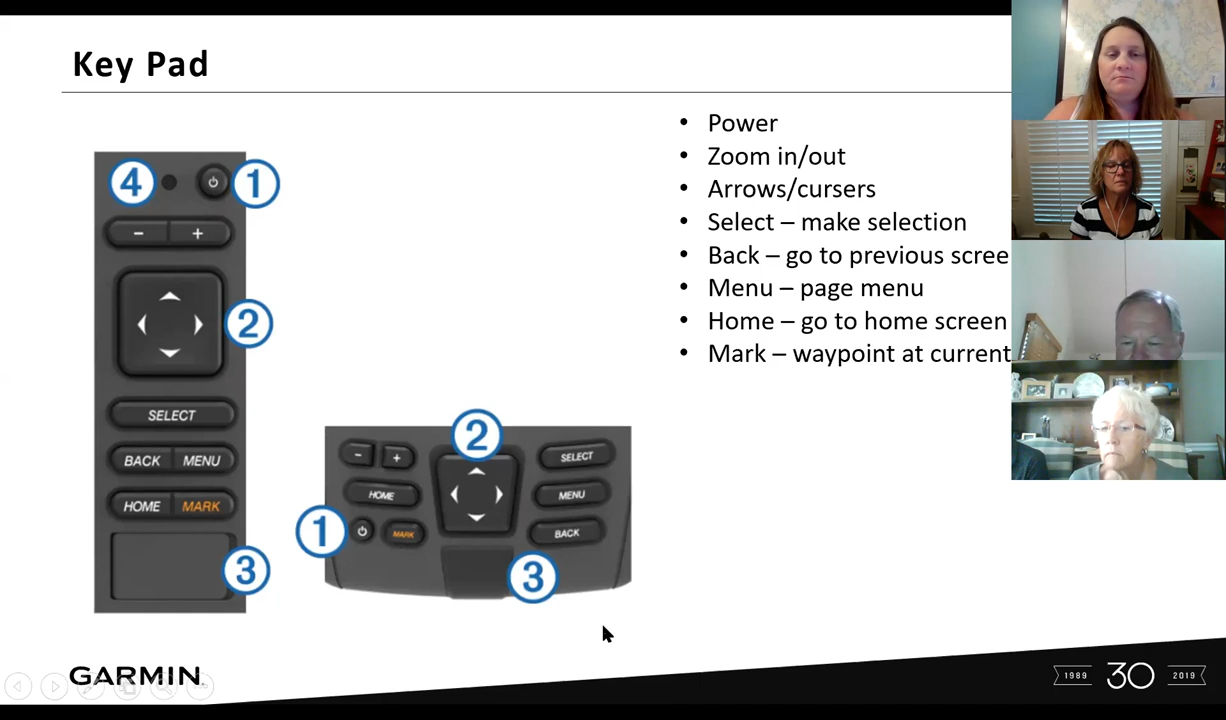 Key Pad
4
1
- +
2
SELECT
BACK MENU
HOME MARK
3
2
- +
SELECT
HOME
MENU
1
MARK
BACK
3
• Power
• Zoom in/out
• Arrows/cursers
• Select – make selection
• Back – go to previous scree
• Menu – page menu
• Home – go to home screen
• Mark – waypoint at current
GARMIN.
1989 30 2019